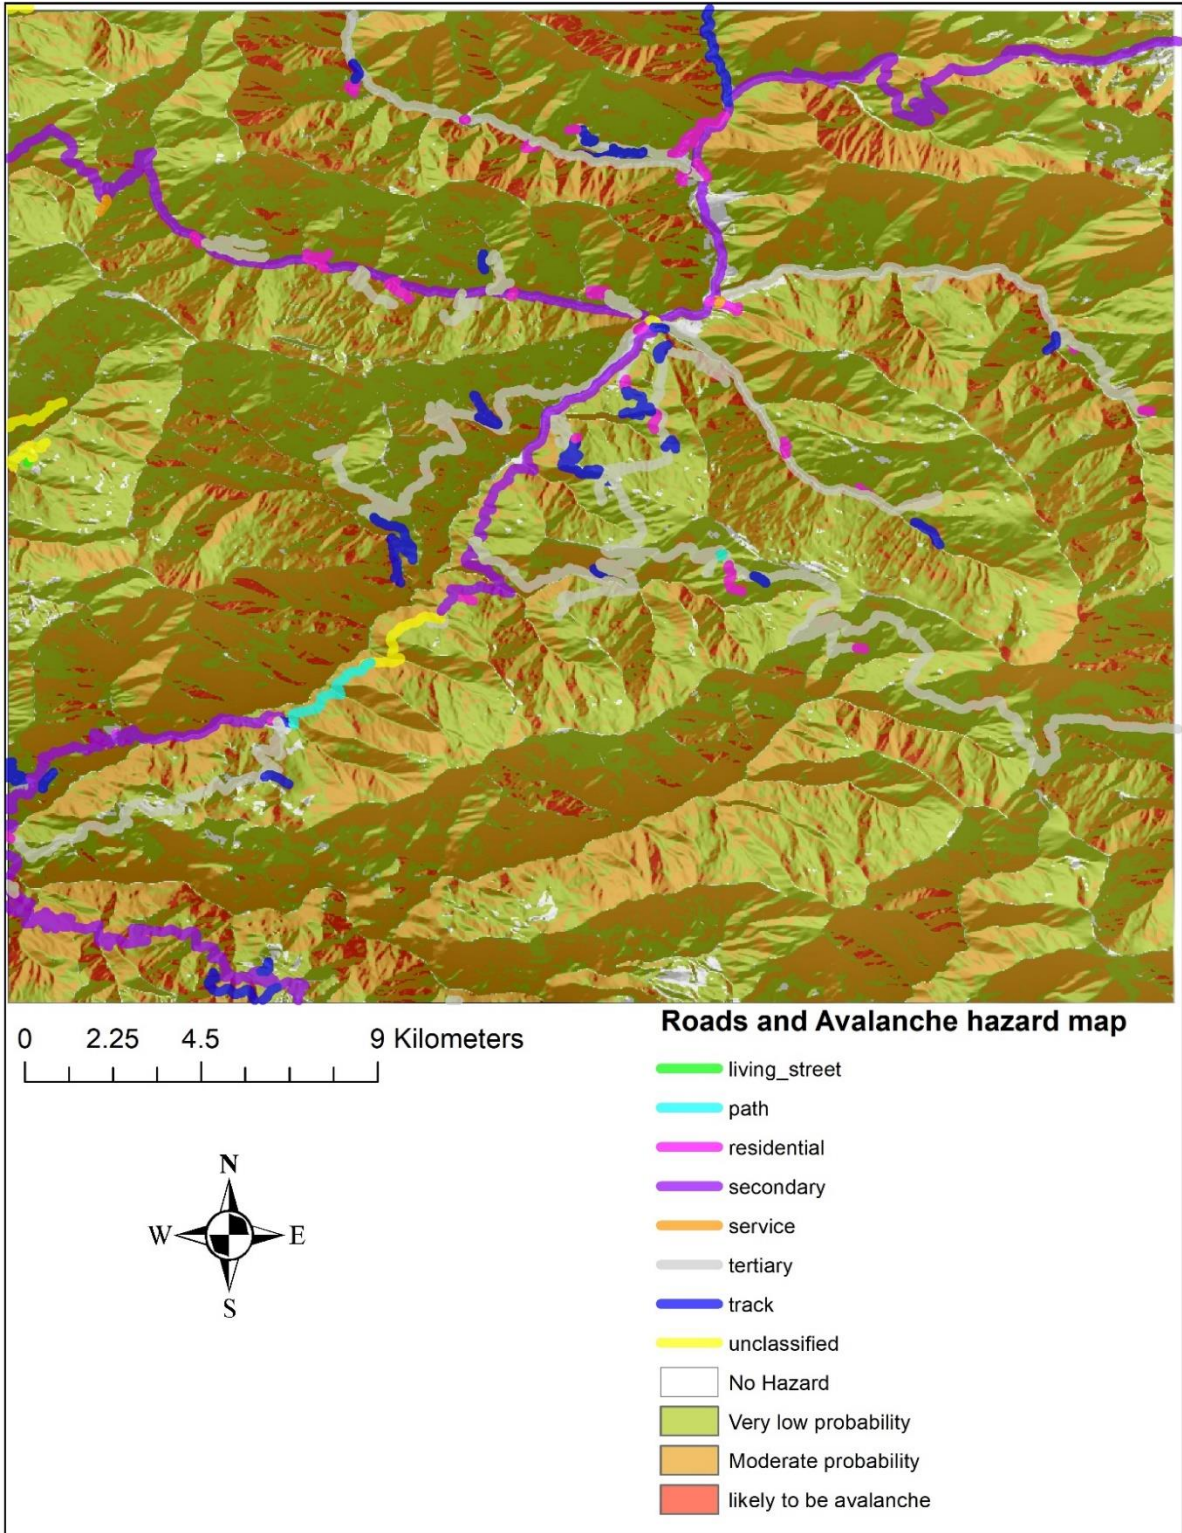 0 2.25 4.5 9 Kilometers
N
W E
S
Roads and Avalanche hazard map
living_street
path
residential
secondary
service
tertiary
track
unclassified
No Hazard
Very low probability
Moderate probability
likely to be avalanche